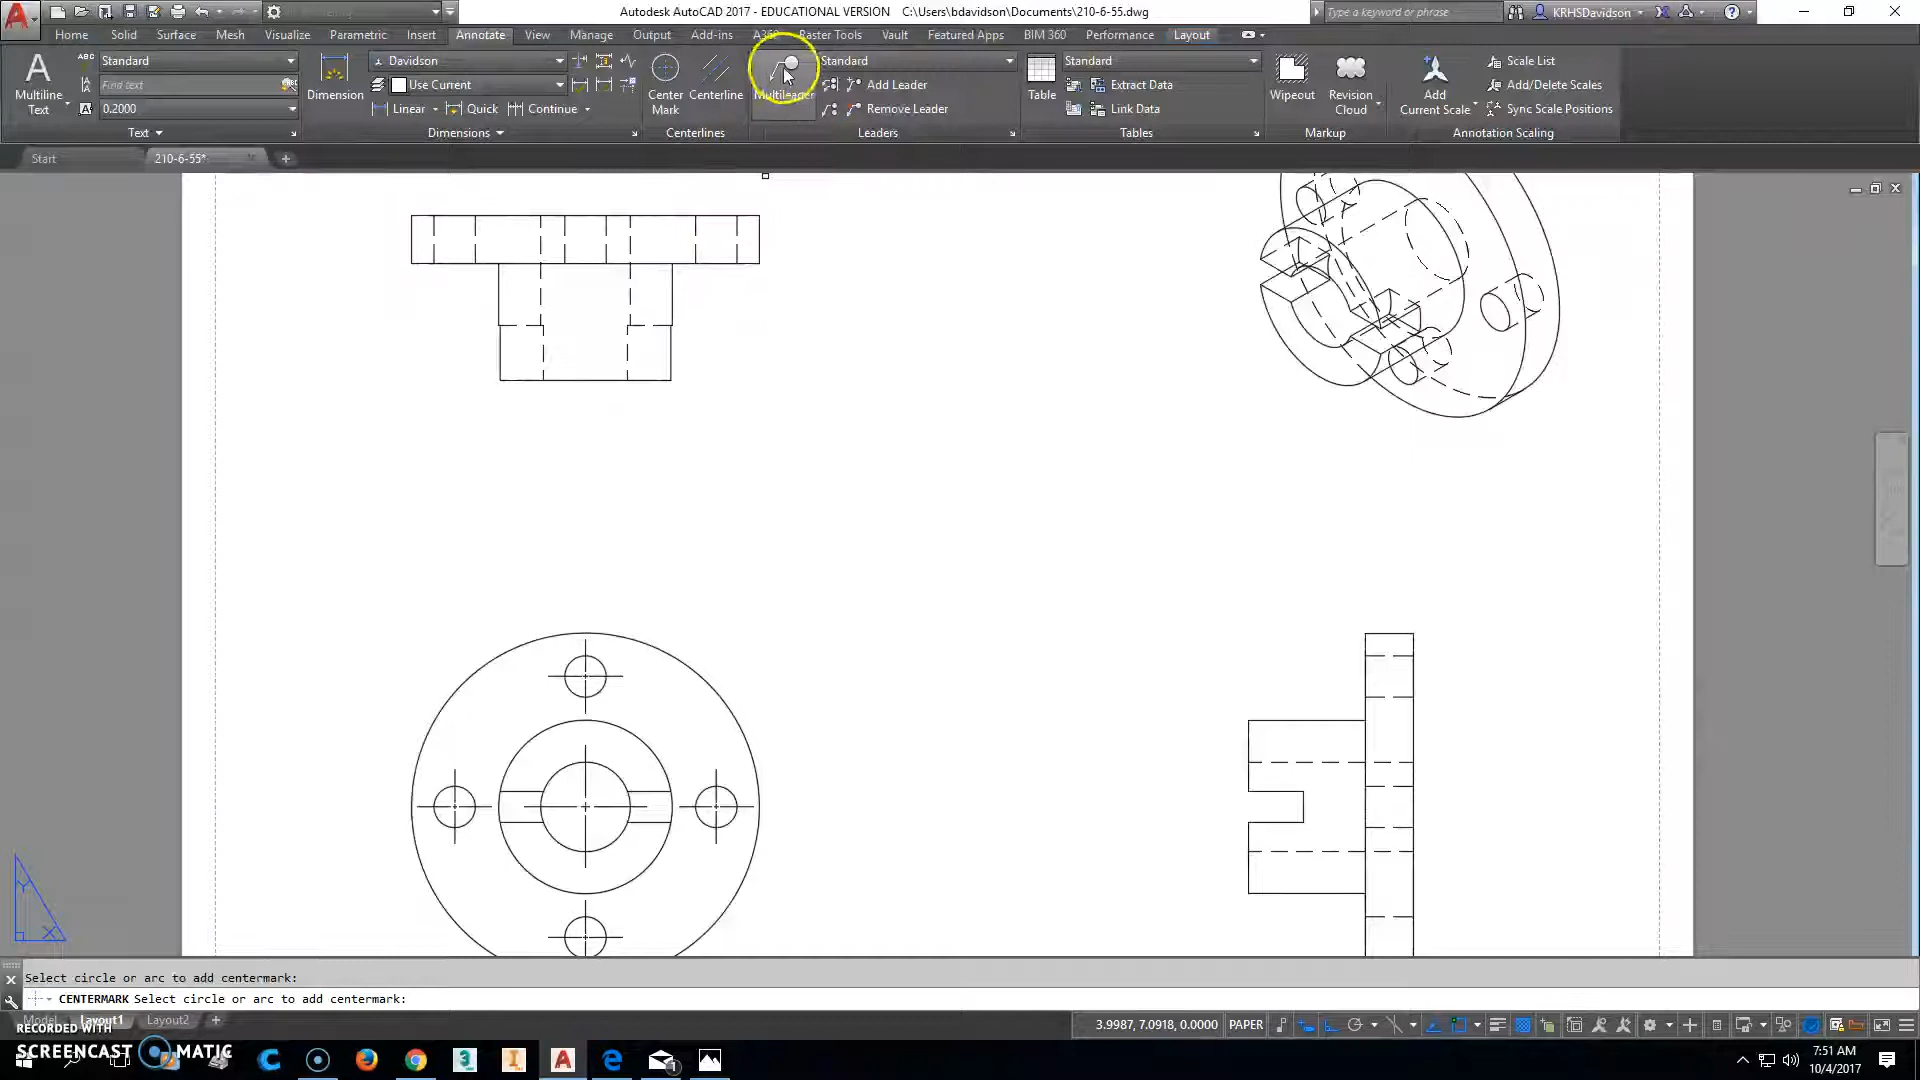 Autodesk AutoCAD 2017 - EDUCATIONAL VERSION C:\Users\bdavidson\Documents\210-6-55.dwg
Type a keyword or phrase
KRHSDavidson
Home Solid Surface Mesh Visualize Parametric Insert Annotate View Manage Output Add-ins A360 Raster Tools Vault Featured Apps BIM 360 Performance Layout
Multiline Text
Standard
Find text
0.2000
Text
Dimension
Davidson
Use Current
Linear Quick Continue
Dimensions
Center Mark
Centerline
Centerlines
Multileader
Standard
Add Leader
Remove Leader
Leaders
Table
Standard
Extract Data
Link Data
Tables
Wipeout
Revision Cloud
Markup
Add Current Scale
Scale List
Add/Delete Scales
Sync Scale Positions
Annotation Scaling
Start 210-6-55*
Y
X
Select circle or arc to add centermark:
CENTERMARK Select circle or arc to add centermark:
Model Layout1 Layout2
3.9987, 7.0918, 0.0000 PAPER
RECORDED WITH
SCREENCAST MATIC
7:51 AM
10/4/2017